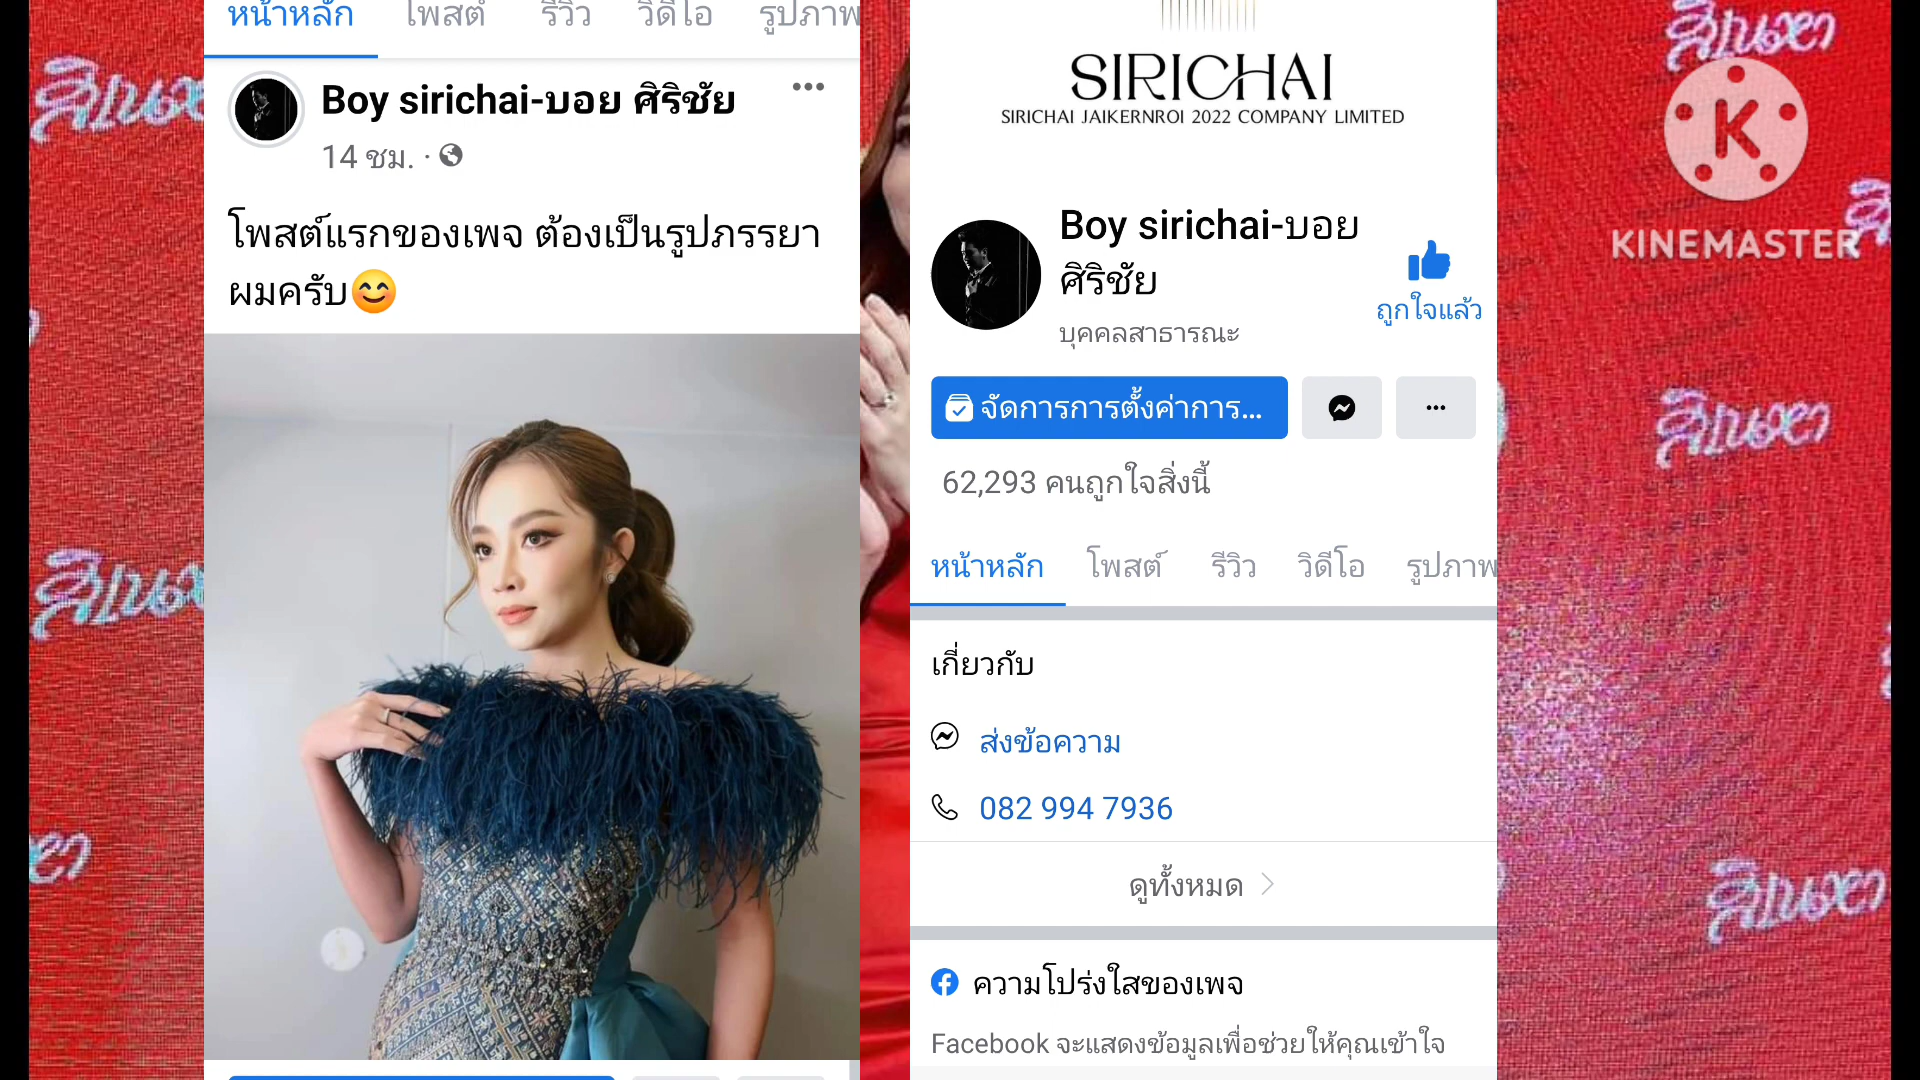 หน้าหลัก โพสต์ รีวิว วิดีโอ รูปภาพ
Boy sirichai-บอย ศิริชัย
14 ชม. ·
โพสต์แรกของเพจ ต้องเป็นรูปภรรยา
ผมครับ😊
SIRICHAI
SIRICHAI JAIKERNROI 2022 COMPANY LIMITED
Boy sirichai-บอย
ศิริชัย
บุคคลสาธารณะ
ถูกใจแล้ว
จัดการการตั้งค่าการ...
62,293 คนถูกใจสิ่งนี้
หน้าหลัก โพสต์ รีวิว วิดีโอ รูปภาพ
เกี่ยวกับ
ส่งข้อความ
082 994 7936
ดูทั้งหมด
ความโปร่งใสของเพจ
Facebook จะแสดงข้อมูลเพื่อช่วยให้คุณเข้าใจ
K
KINEMASTER